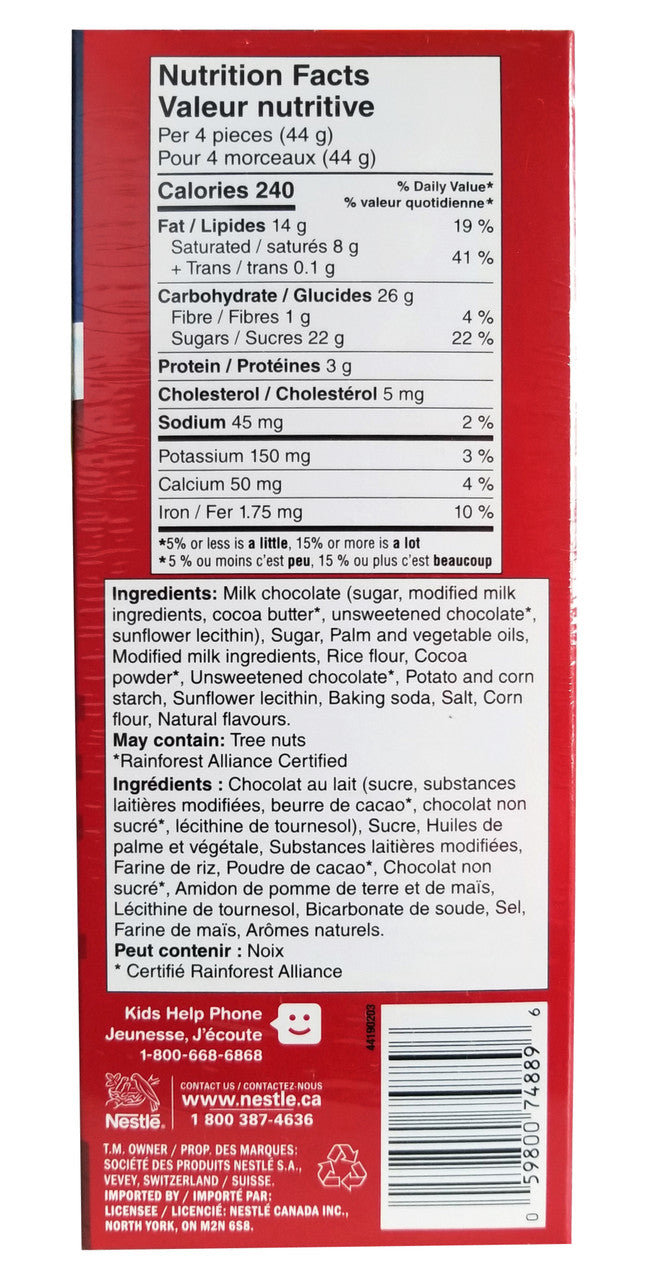 Nutrition Facts
Valeur nutritive
Per 4 pieces (44 g)
Pour 4 morceaux (44 g)
Calories 240
% Daily Value*
% valeur quotidienne*
Fat / Lipides 14 g 19 %
Saturated / saturés 8 g
+ Trans / trans 0.1 g
41 %
Carbohydrate / Glucides 26 g
Fibre / Fibres 1 g 4 %
Sugars / Sucres 22 g 22 %
Protein / Protéines 3 g
Cholesterol / Cholestérol 5 mg
Sodium 45 mg 2 %
Potassium 150 mg 3 %
Calcium 50 mg 4 %
Iron / Fer 1.75 mg 10 %
*5% or less is a little, 15% or more is a lot
*5 % ou moins c'est peu, 15 % ou plus c'est beaucoup
Ingredients: Milk chocolate (sugar, modified milk
ingredients, cocoa butter*, unsweetened chocolate*,
sunflower lecithin), Sugar, Palm and vegetable oils,
Modified milk ingredients, Rice flour, Cocoa
powder*, Unsweetened chocolate*, Potato and corn
starch, Sunflower lecithin, Baking soda, Salt, Corn
flour, Natural flavours.
May contain: Tree nuts
*Rainforest Alliance Certified
Ingrédients : Chocolat au lait (sucre, substances
laitières modifiées, beurre de cacao*, chocolat non
sucré*, lécithine de tournesol), Sucre, Huiles de
palme et végétale, Substances laitières modifiées,
Farine de riz, Poudre de cacao*, Chocolat non
sucré*, Amidon de pomme de terre et de maïs,
Lécithine de tournesol, Bicarbonate de soude, Sel,
Farine de maïs, Arômes naturels.
Peut contenir : Noix
* Certifié Rainforest Alliance
Kids Help Phone
Jeunesse, J'écoute
1-800-668-6868
44190203
0 59800 74889 6
Nestlé.
CONTACT US / CONTACTEZ-NOUS
www.nestle.ca
1 800 387-4636
T.M. OWNER / PROP. DES MARQUES:
SOCIÉTÉ DES PRODUITS NESTLÉ S.A.,
VEVEY, SWITZERLAND / SUISSE.
IMPORTED BY / IMPORTÉ PAR:
LICENSEE / LICENCIÉ: NESTLÉ CANADA INC.,
NORTH YORK, ON M2N 6S8.